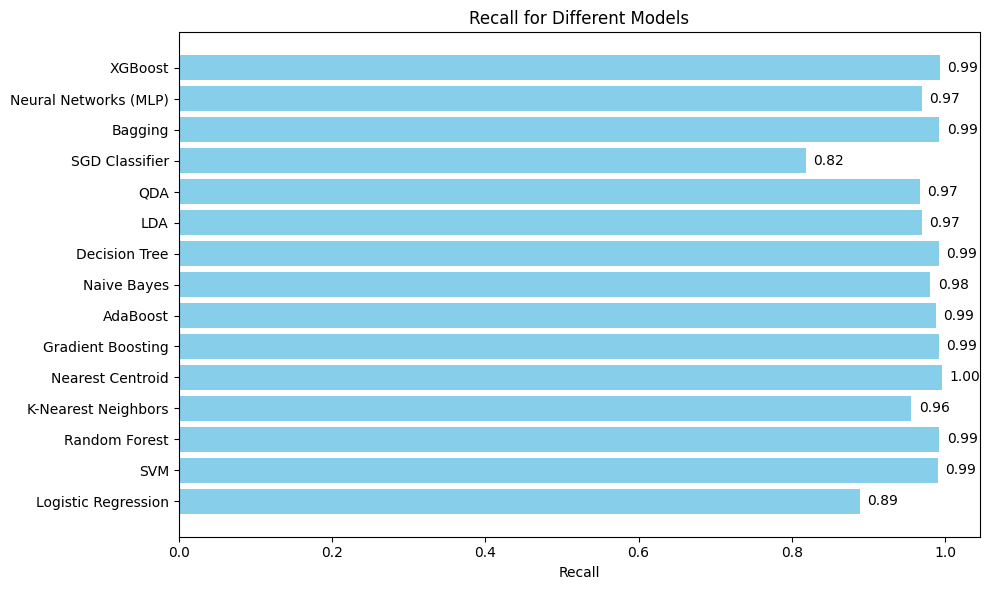 Recall for Different Models
XGBoost 0.99
Neural Networks (MLP) 0.97
Bagging 0.99
SGD Classifier 0.82
QDA 0.97
LDA 0.97
Decision Tree 0.99
Naive Bayes 0.98
AdaBoost 0.99
Gradient Boosting 0.99
Nearest Centroid 1.00
K-Nearest Neighbors 0.96
Random Forest 0.99
SVM 0.99
Logistic Regression 0.89
0.0 0.2 0.4 0.6 0.8 1.0
Recall